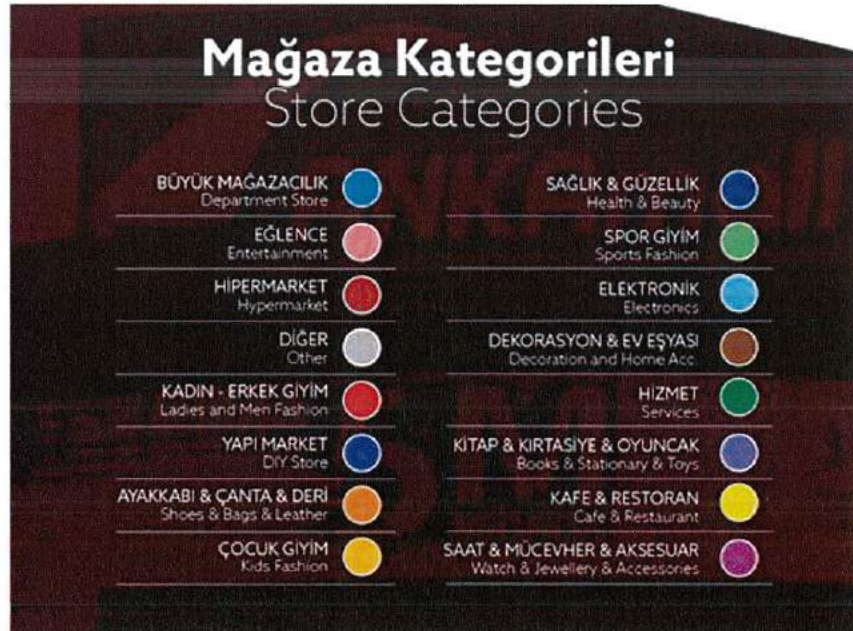 Mağaza Kategorileri
Store Categories
BÜYÜK MAĞAZACILIK
Department Store
EĞLENCE
Entertainment
HİPERMARKET
Hypermarket
DİĞER
Other
KADIN - ERKEK GİYİM
Ladies and Men Fashion
YAPI MARKET
DIY Store
AYAKKABI & ÇANTA & DERİ
Shoes & Bags & Leather
ÇOCUK GİYİM
Kids Fashion
SAĞLIK & GÜZELLİK
Health & Beauty
SPOR GİYİM
Sports Fashion
ELEKTRONİK
Electronics
DEKORASYON & EV EŞYASI
Decoration and Home Acc.
HİZMET
Services
KİTAP & KIRTASİYE & OYUNCAK
Books & Stationary & Toys
KAFE & RESTORAN
Cafe & Restaurant
SAAT & MÜCEVHER & AKSESUAR
Watch & Jewellery & Accessories